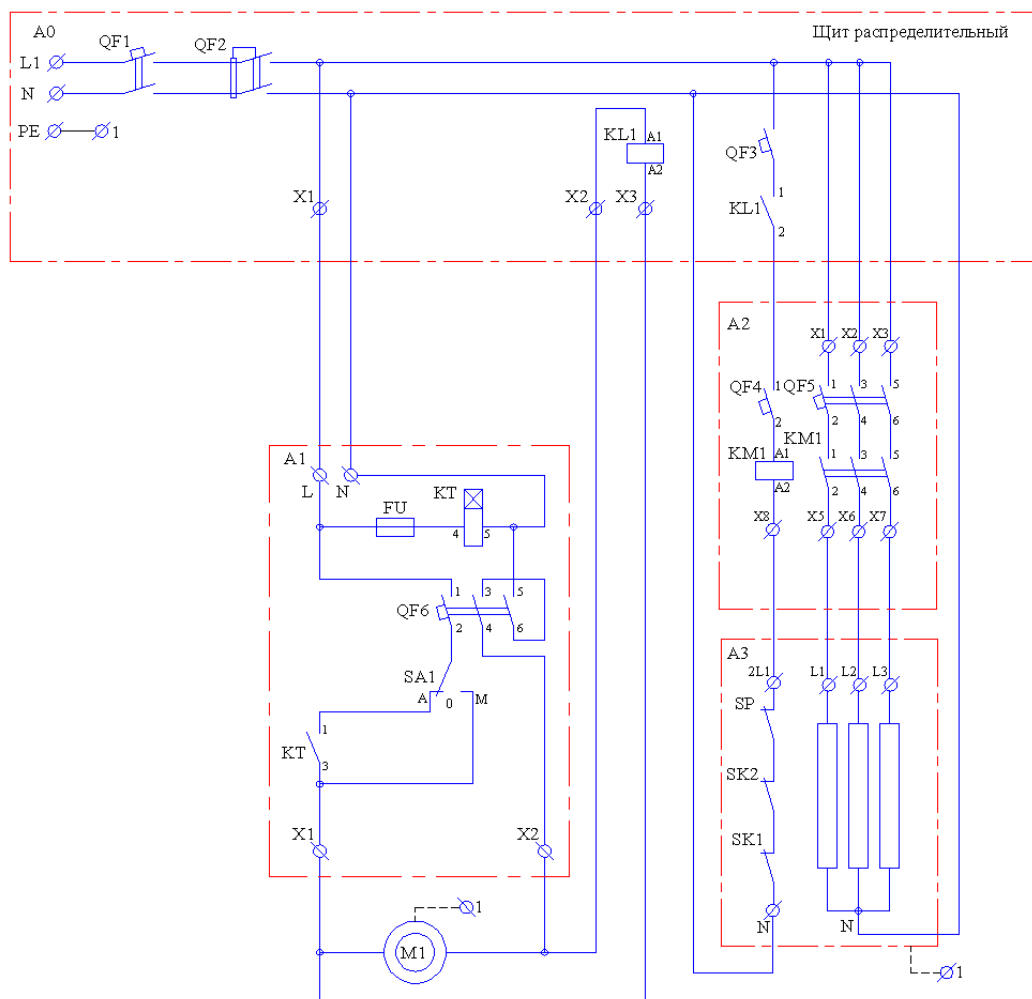 A0
QF1
QF2
Щит распределительный
L1
N
PE
1
KL1
A1
A2
QF3
X1
X2
X3
KL1
1
2
A2
X1
X2
X3
QF4
1
2
QF5
1
3
5
2
4
6
KM1
A1
A2
KM1
1
3
5
2
4
6
X8
X5
X6
X7
A1
L
N
KT
FU
4
5
QF6
1
3
5
2
4
6
SA1
A
0
M
KT
1
3
X1
X2
M1
1
A3
2L1
L1
L2
L3
SP
SK2
SK1
N
N
1